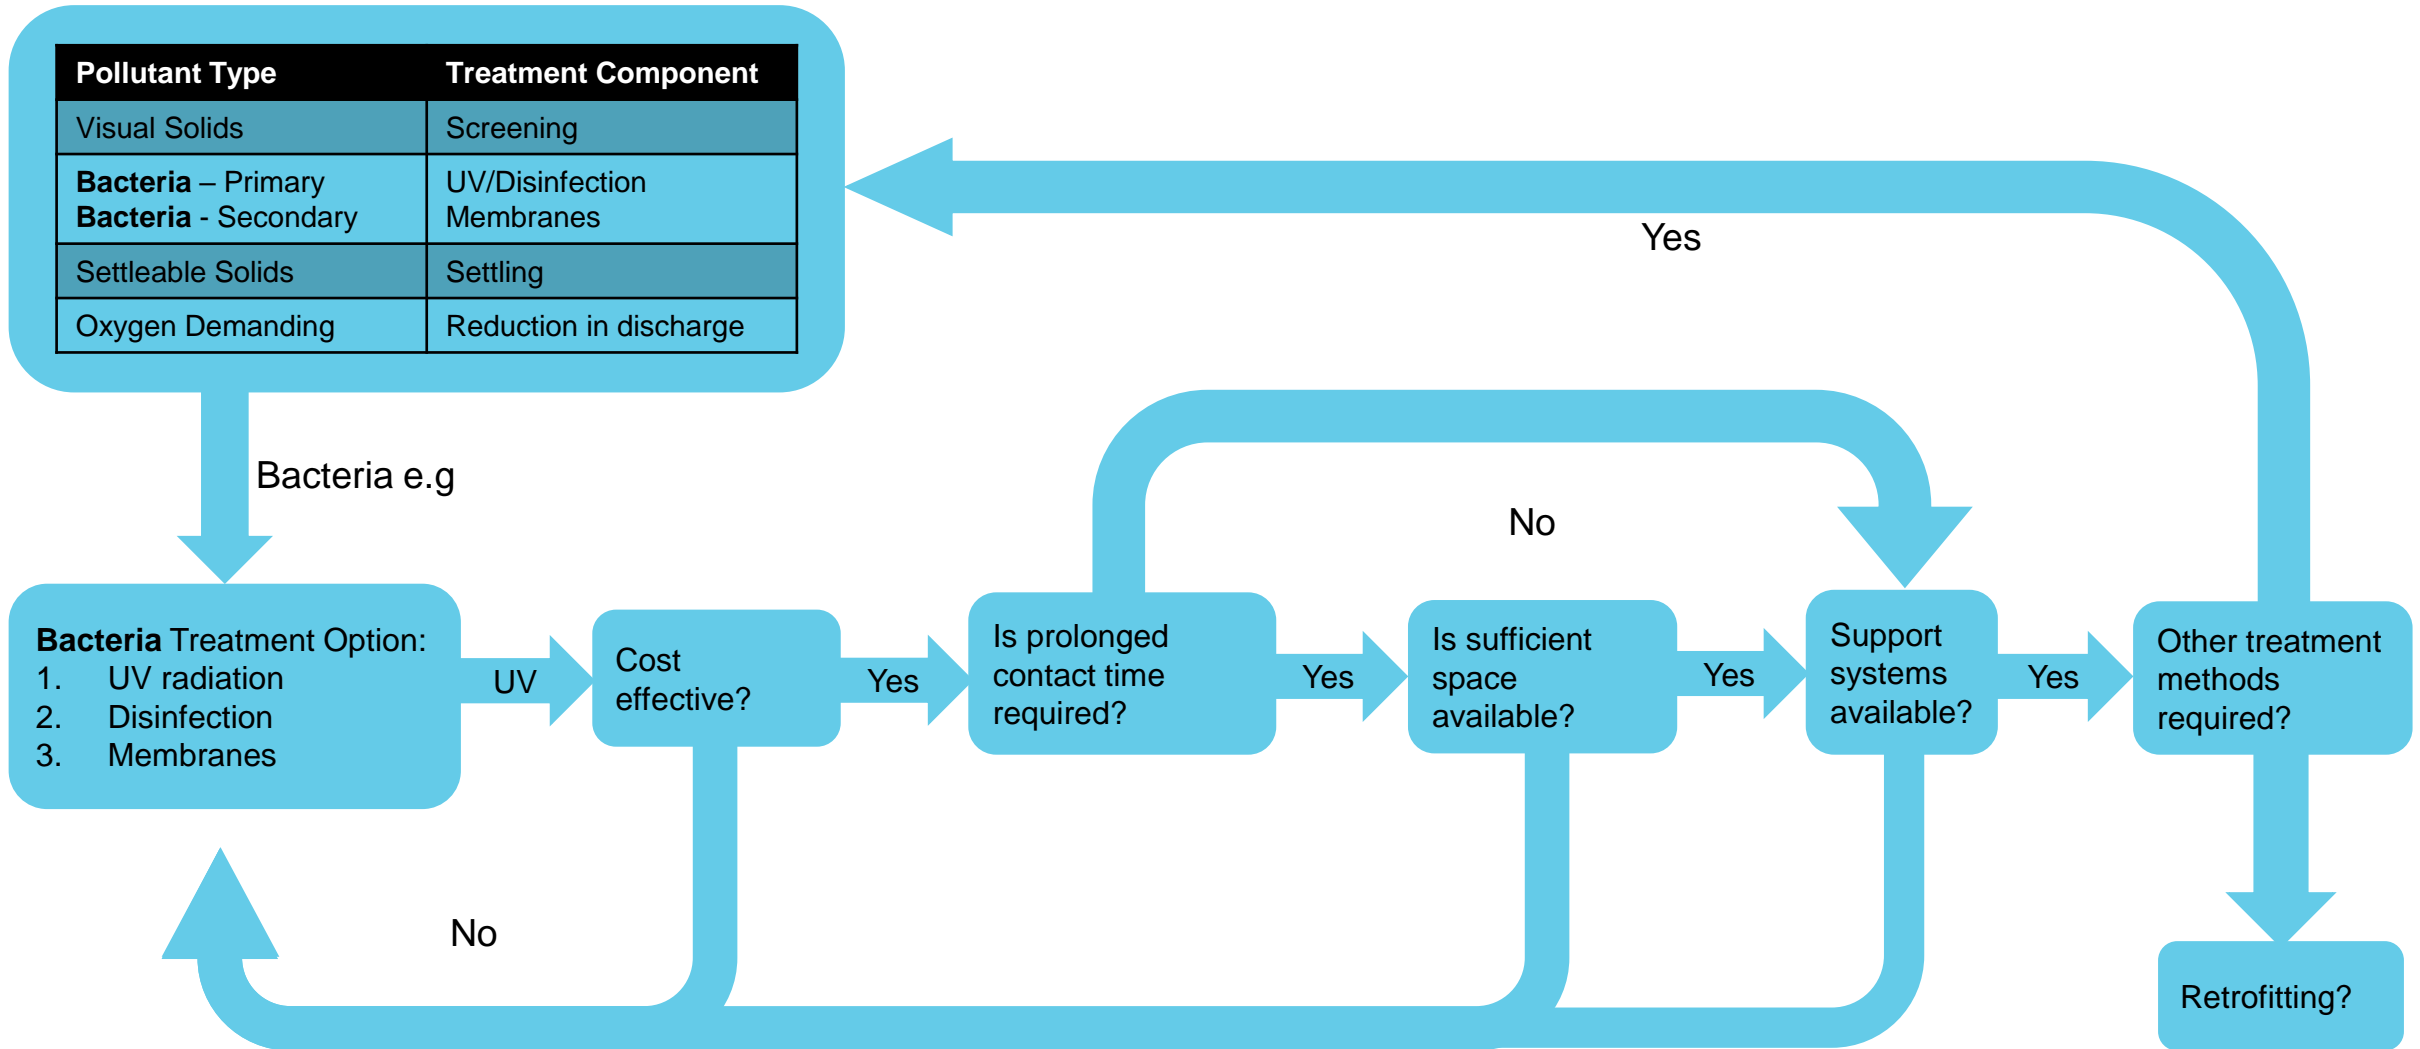 Pollutant Type Treatment Component
Visual Solids Screening
Bacteria – Primary UV/Disinfection
Bacteria - Secondary Membranes
Settleable Solids Settling
Oxygen Demanding Reduction in discharge
Yes
Bacteria e.g
No
Bacteria Treatment Option:
1. UV radiation
2. Disinfection
3. Membranes
UV
Cost
effective?
Yes
Is prolonged
contact time
required?
Yes
Is sufficient
space
available?
Yes
Support
systems
available?
Yes
Other treatment
methods
required?
No
Retrofitting?